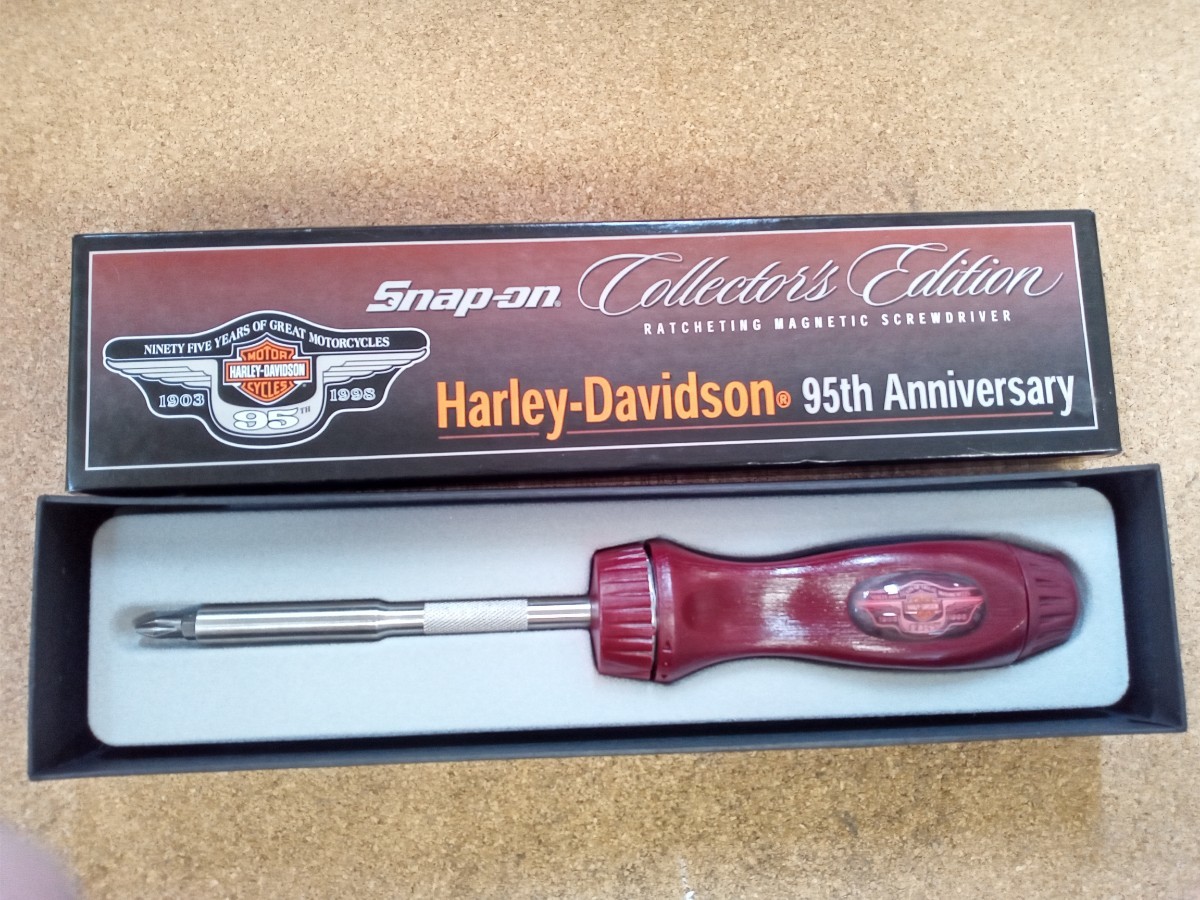 Snap-on® Collector's Edition
RATCHETING MAGNETIC SCREWDRIVER
NINETY FIVE YEARS OF GREAT MOTORCYCLES
MOTOR
HARLEY-DAVIDSON
CYCLES
1903 1998
95TH
Harley-Davidson® 95th Anniversary